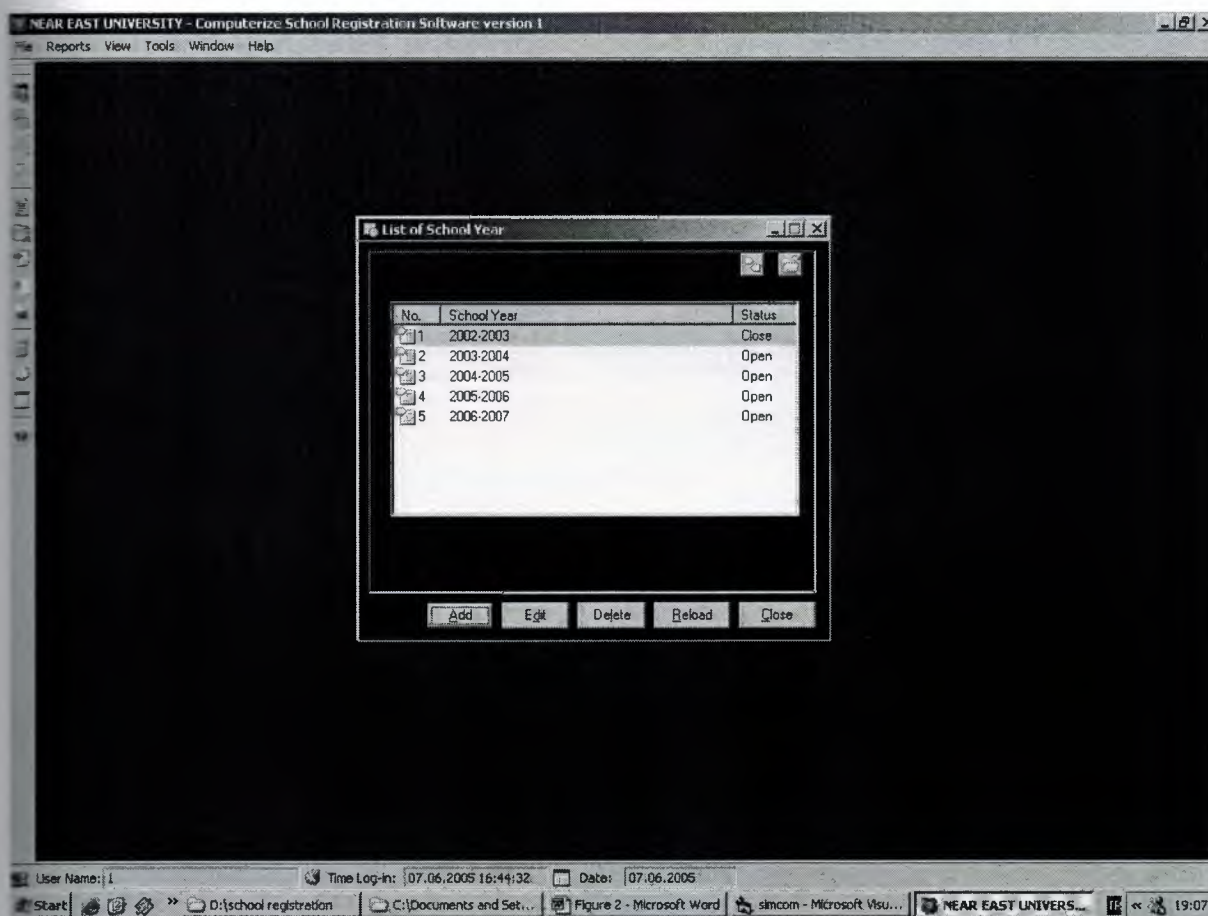 NEAR EAST UNIVERSITY - Computerize School Registration Software version 1
File Reports View Tools Window Help
List of School Year
No. School Year Status
1 2002-2003 Close
2 2003-2004 Open
3 2004-2005 Open
4 2005-2006 Open
5 2006-2007 Open
Add Edit Delete Reload Close
User Name: 1 Time Log-in: 07.06.2005 16:44:32 Date: 07.06.2005
Start » D:\school registration C:\Documents and Set... Figure 2 - Microsoft Word simcom - Microsoft Visu... NEAR EAST UNIVERS... « 19:07